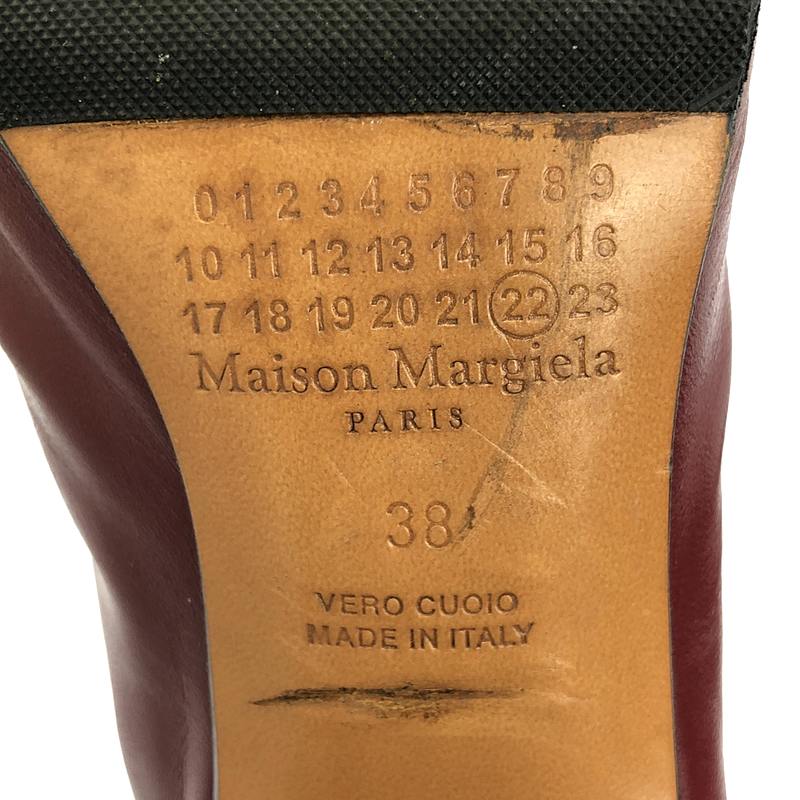 0 1 2 3 4 5 6 7 8 9
10 11 12 13 14 15 16
17 18 19 20 21 22 23
Maison Margiela
PARIS
38
VERO CUOIO
MADE IN ITALY